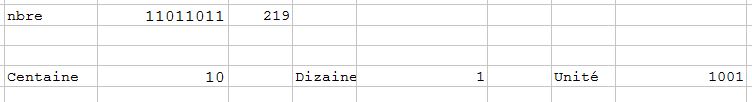 nbre 11011011 219
Centaine 10 Dizaine 1 Unité 1001